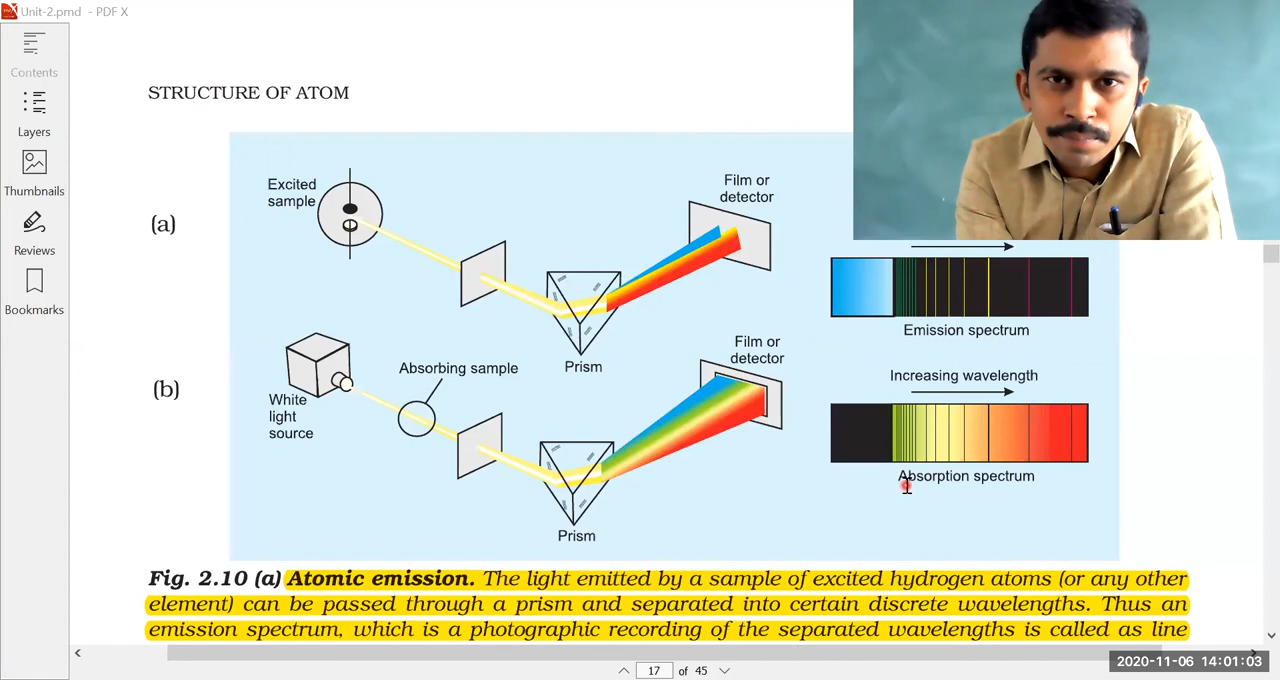 Unit-2.pmd - PDF X
Contents
Layers
Thumbnails
Reviews
Bookmarks
STRUCTURE OF ATOM
(a)
Excited
sample
Prism
Film or
detector
Emission spectrum
(b)
White
light
source
Absorbing sample
Prism
Film or
detector
Increasing wavelength
Absorption spectrum
Fig. 2.10 (a) Atomic emission. The light emitted by a sample of excited hydrogen atoms (or any other
element) can be passed through a prism and separated into certain discrete wavelengths. Thus an
emission spectrum, which is a photographic recording of the separated wavelengths is called as line
17 of 45
2020-11-06 14:01:03